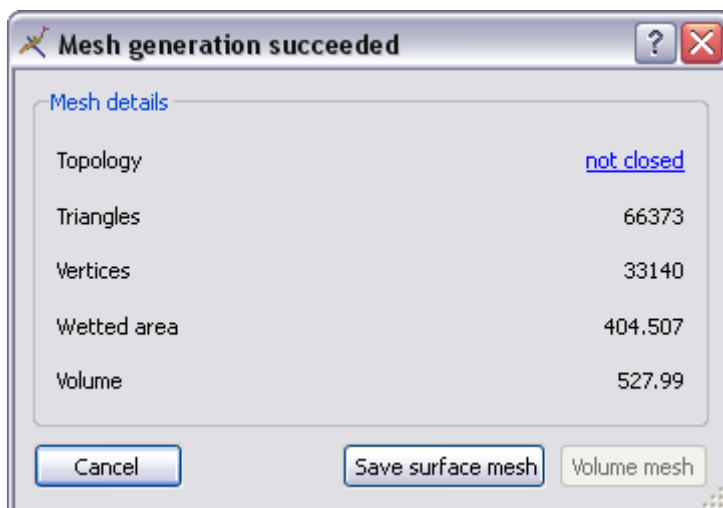 Mesh generation succeeded
?
Mesh details
Topology not closed
Triangles 66373
Vertices 33140
Wetted area 404.507
Volume 527.99
Cancel Save surface mesh Volume mesh